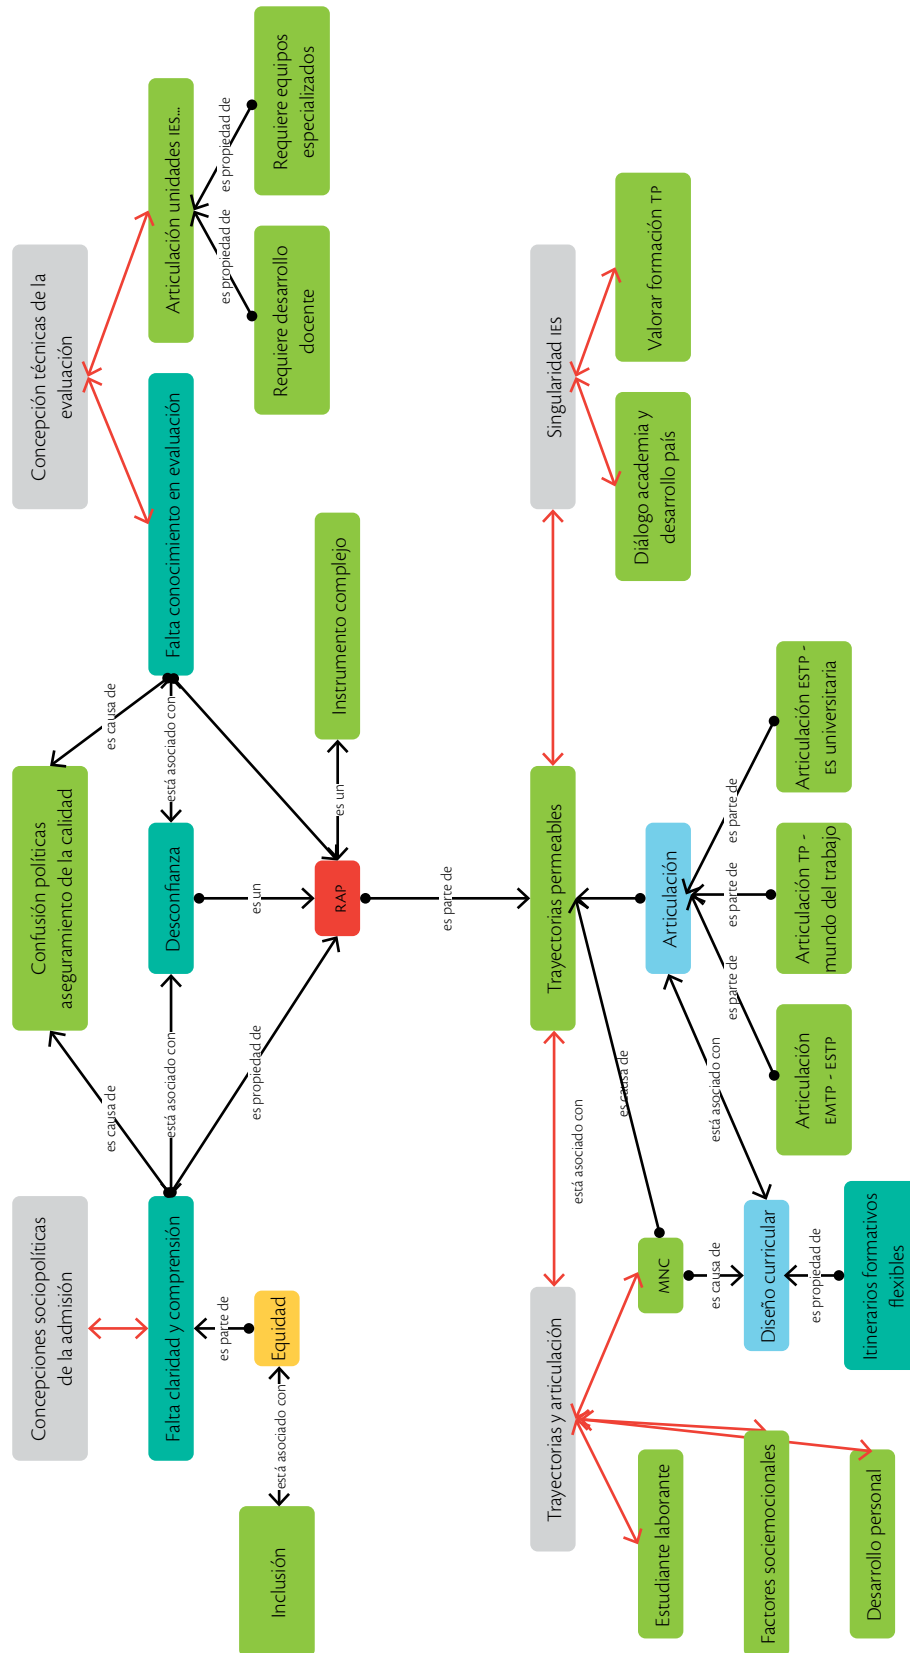 Concepciones sociopolíticas
de la admisión
Confusión políticas
aseguramiento de la calidad
Concepción técnicas de la
evaluación
es causa de
es causa de
Falta claridad y comprensión
está asociado con
Desconfianza
está asociado con
Falta conocimiento en evaluación
Articulación unidades IES...
es parte de
es propiedad de
es un
es propiedad de
es propiedad de
Inclusión
está asociado con
Equidad
RAP
es un
Instrumento complejo
Requiere desarrollo
docente
Requiere equipos
especializados
es parte de
Trayectorias y articulación
está asociado con
Trayectorias permeables
Singularidad IES
es causa de
Estudiante laborante
MNC
Articulación
Diálogo academia y
desarrollo país
Valorar formación TP
es causa de
está asociado con
es parte de
es parte de
es parte de
Factores sociemocionales
Diseño curricular
Articulación
EMTP - ESTP
Articulación TP -
mundo del trabajo
Articulación ESTP -
Es universitaria
es propiedad de
Desarrollo personal
Itinerarios formativos
flexibles